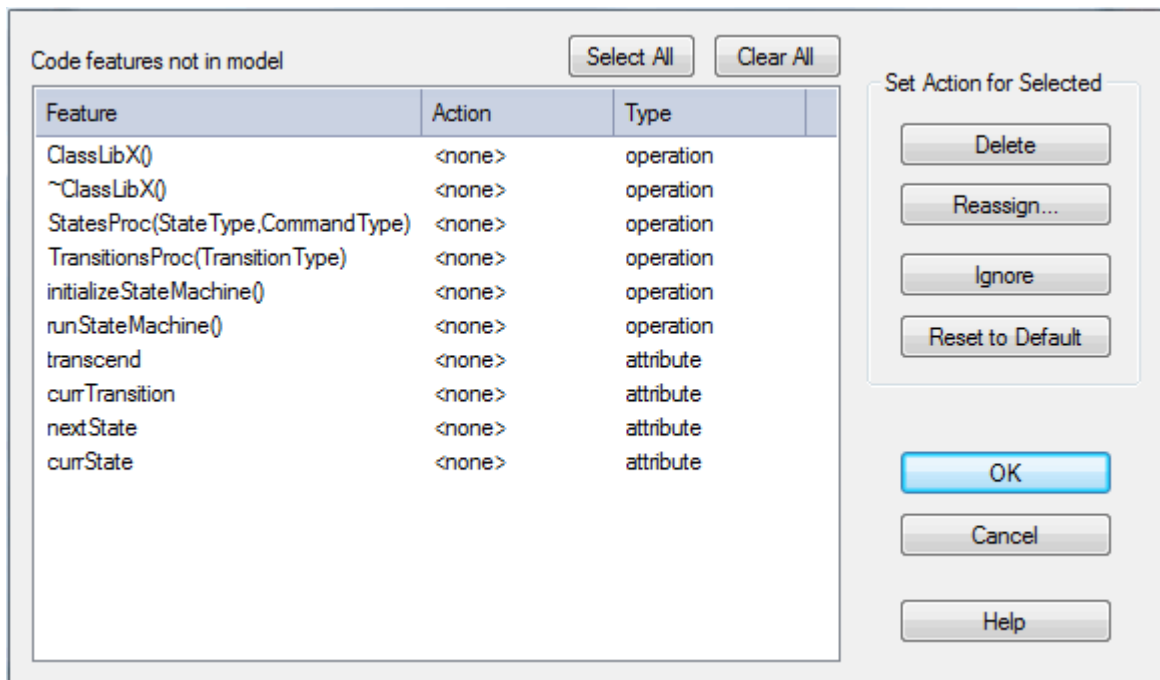 Code features not in model
Select All
Clear All
Set Action for Selected
Feature Action Type
ClassLibX() <none> operation
~ClassLibX() <none> operation
StatesProc(StateType,CommandType) <none> operation
TransitionsProc(TransitionType) <none> operation
initializeStateMachine() <none> operation
runStateMachine() <none> operation
transcend <none> attribute
currTransition <none> attribute
nextState <none> attribute
currState <none> attribute
Delete
Reassign...
Ignore
Reset to Default
OK
Cancel
Help